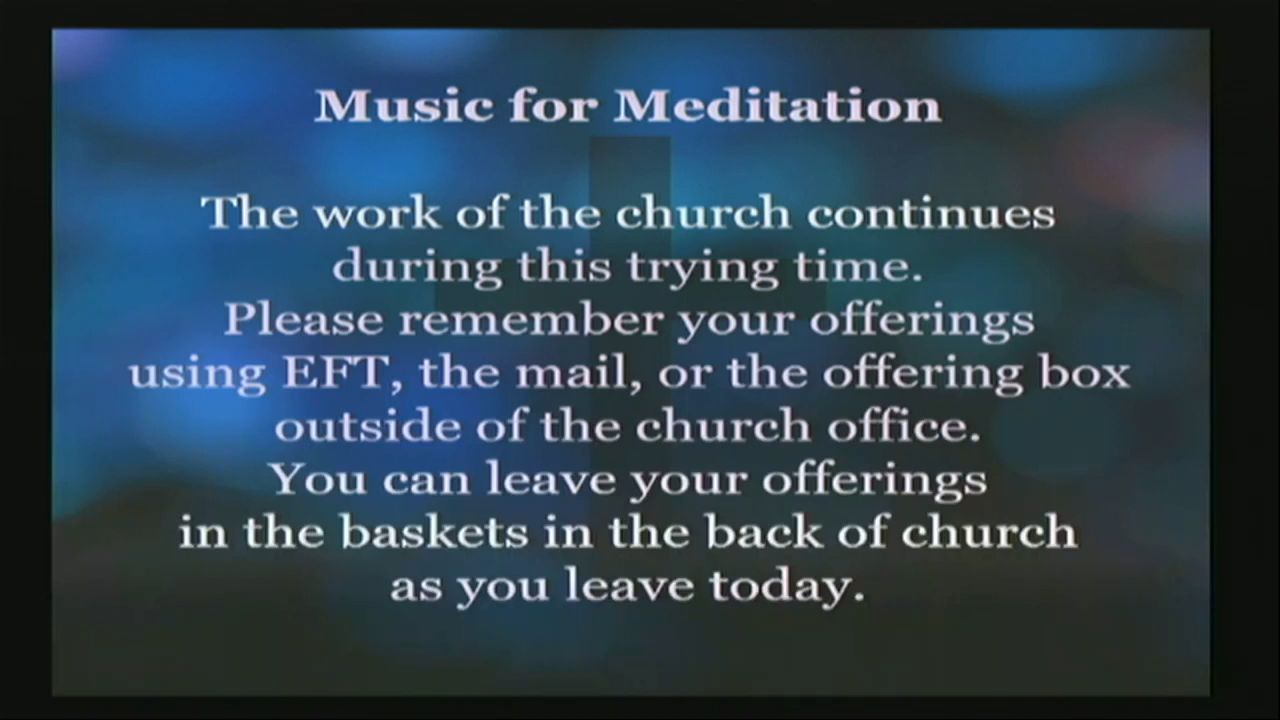 Music for Meditation
The work of the church continues
during this trying time.
Please remember your offerings
using EFT, the mail, or the offering box
outside of the church office.
You can leave your offerings
in the baskets in the back of church
as you leave today.